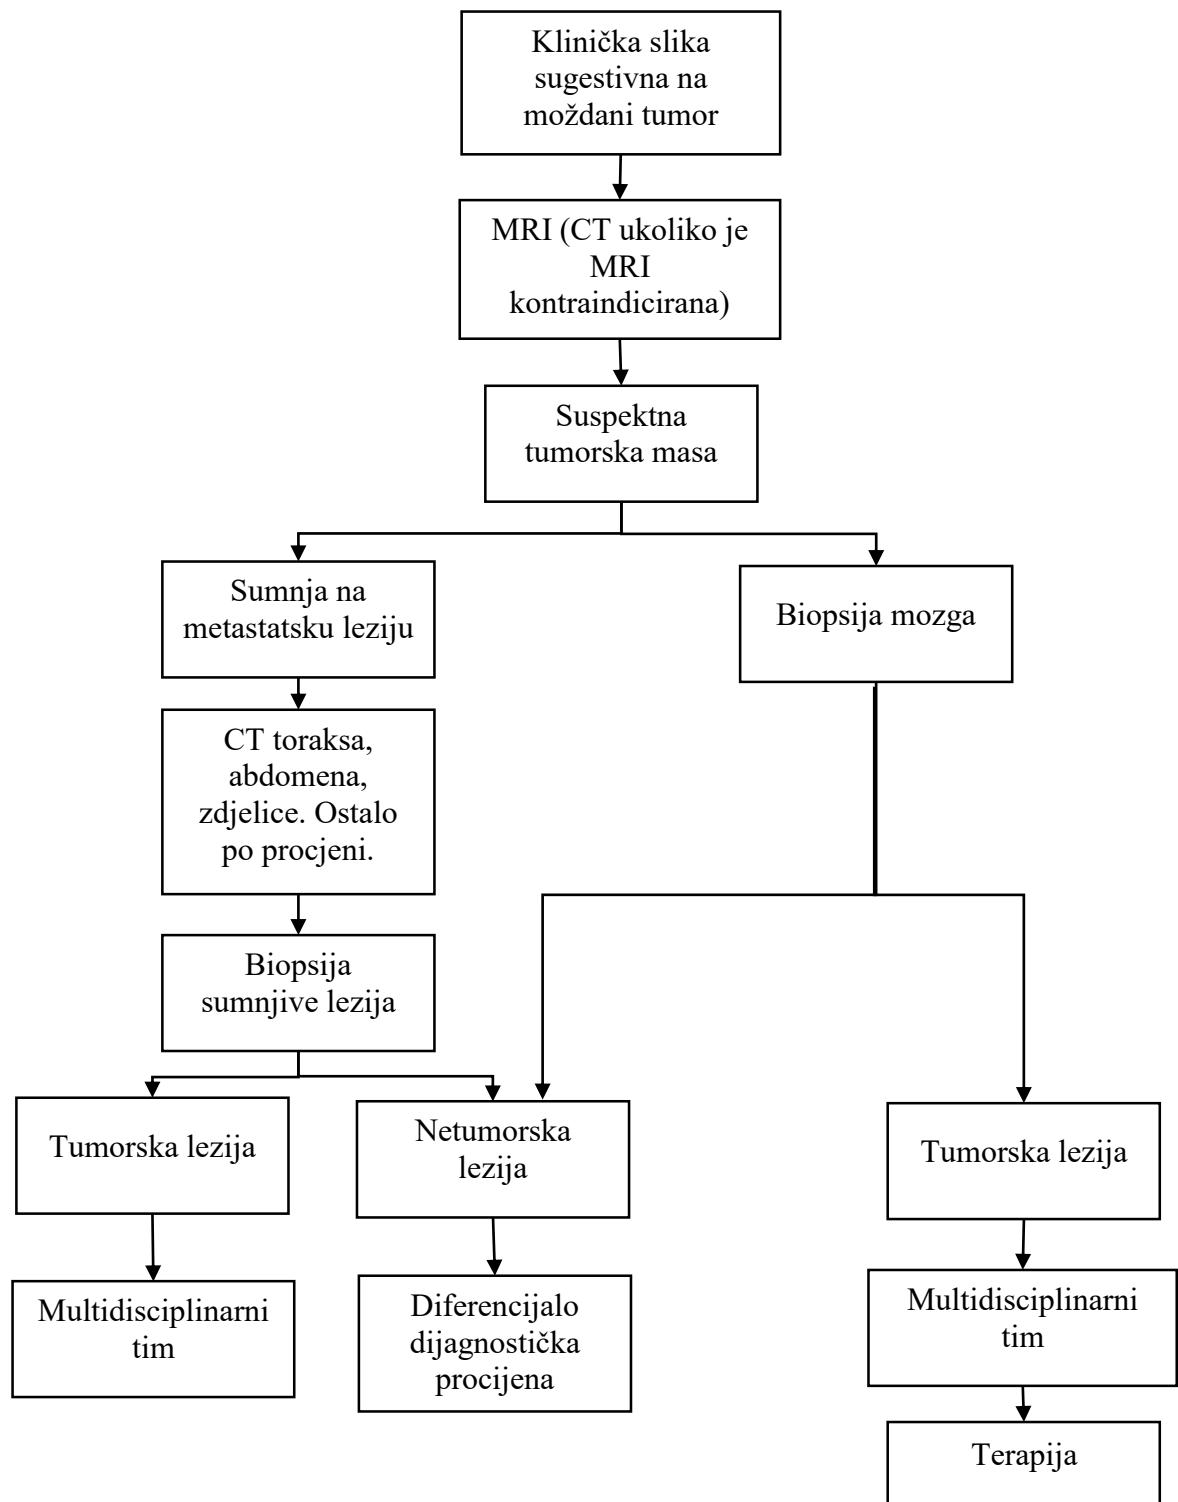 Klinička slika
sugestivna na
moždani tumor
MRI (CT ukoliko je
MRI
kontraindicirana)
Suspektna
tumorska masa
Sumnja na
metastatsku leziju
Biopsija mozga
CT toraksa,
abdomena,
zdjelice. Ostalo
po procjeni.
Biopsija
sumnjive lezija
Tumorska lezija
Netumorska
lezija
Tumorska lezija
Multidisciplinarni
tim
Diferencijalo
dijagnostička
procijena
Multidisciplinarni
tim
Terapija